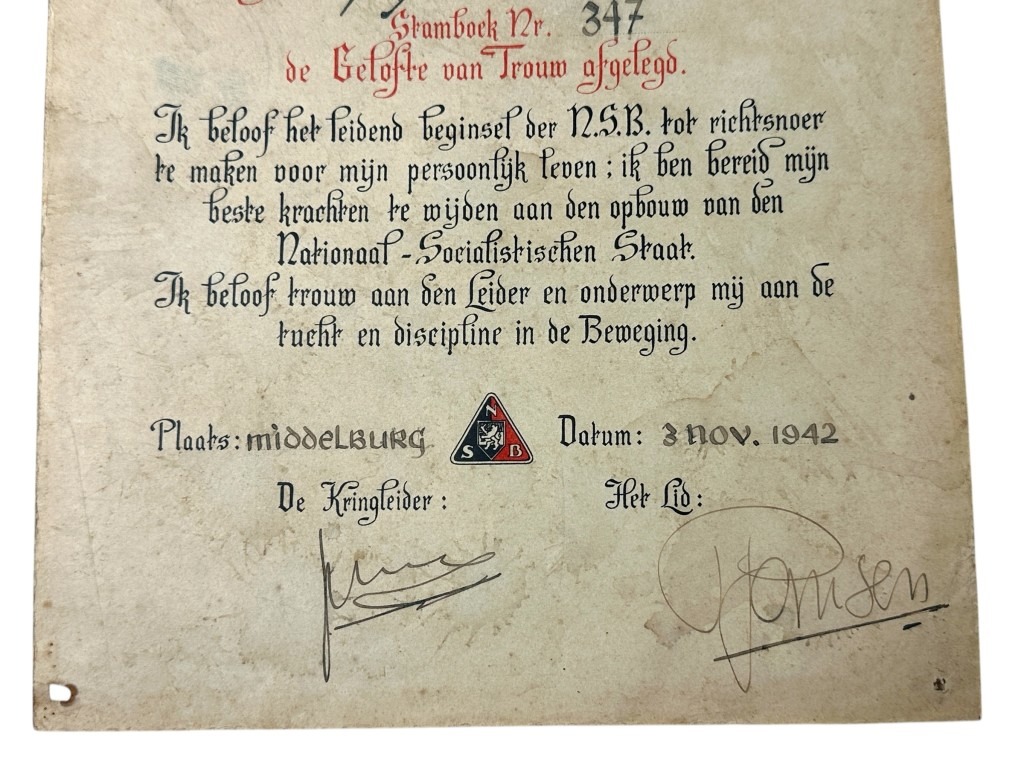 Stamboek Nr. 347
de Gelofte van Trouw afgelegd.
Ik beloof het leidend beginsel der N.S.B. tot richtsnoer
te maken voor mijn persoonlijk leven; ik ben bereid mijn
beste krachten te wijden aan den opbouw van den
Nationaal-Socialistischen Staat.
Ik beloof trouw aan den Leider en onderwerp mij aan de
tucht en discipline in de Beweging.
Plaats: MIDDELBURG
N
S B
Datum: 3 NOV. 1942
De Kringleider:
Het Lid: